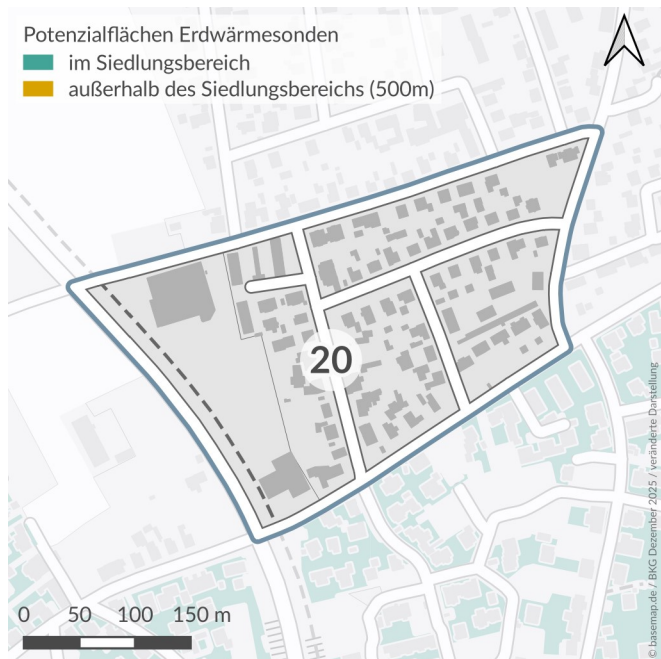 Potenzialflächen Erdwärmesonden
im Siedlungsbereich
außerhalb des Siedlungsbereichs (500m)
20
0 50 100 150 m
© basemap.de / BKG Dezember 2025 / veränderte Darstellung